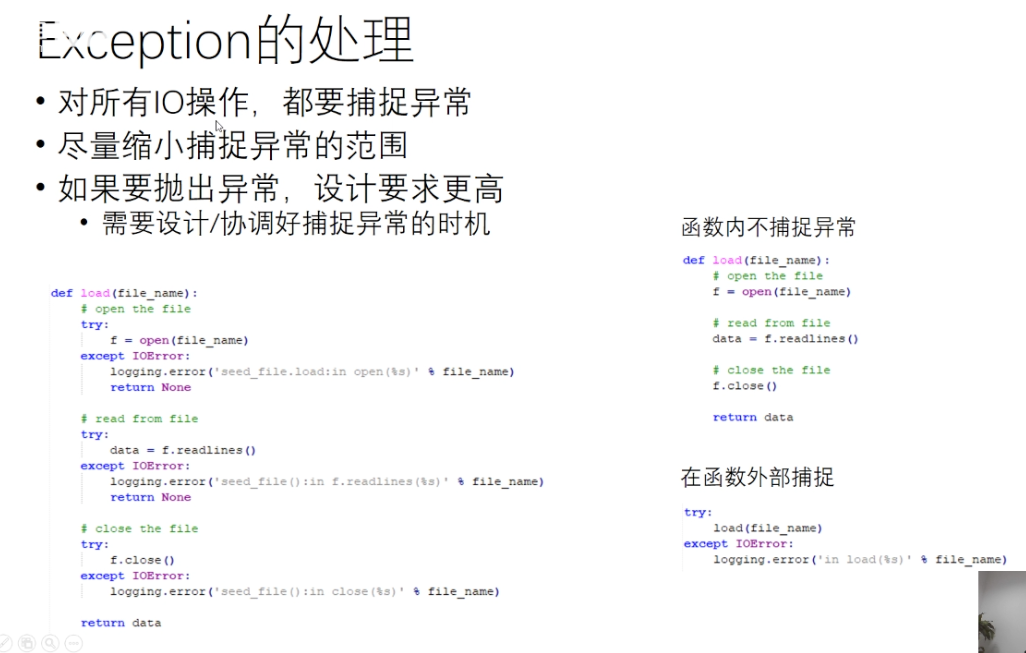 Exception的处理
• 对所有IO操作，都要捕捉异常
• 尽量缩小捕捉异常的范围
• 如果要抛出异常，设计要求更高
• 需要设计/协调好捕捉异常的时机
def load(file_name):
# open the file
try:
f = open(file_name)
except IOError:
logging.error('seed_file.load:in open(%s)' % file_name)
return None
# read from file
try:
data = f.readlines()
except IOError:
logging.error('seed_file():in f.readlines(%s)' % file_name)
return None
# close the file
try:
f.close()
except IOError:
logging.error('seed_file():in close(%s)' % file_name)
return data
函数内不捕捉异常
def load(file_name):
# open the file
f = open(file_name)
# read from file
data = f.readlines()
# close the file
f.close()
return data
在函数外部捕捉
try:
load(file_name)
except IOError:
logging.error('in load(%s)' % file_name)